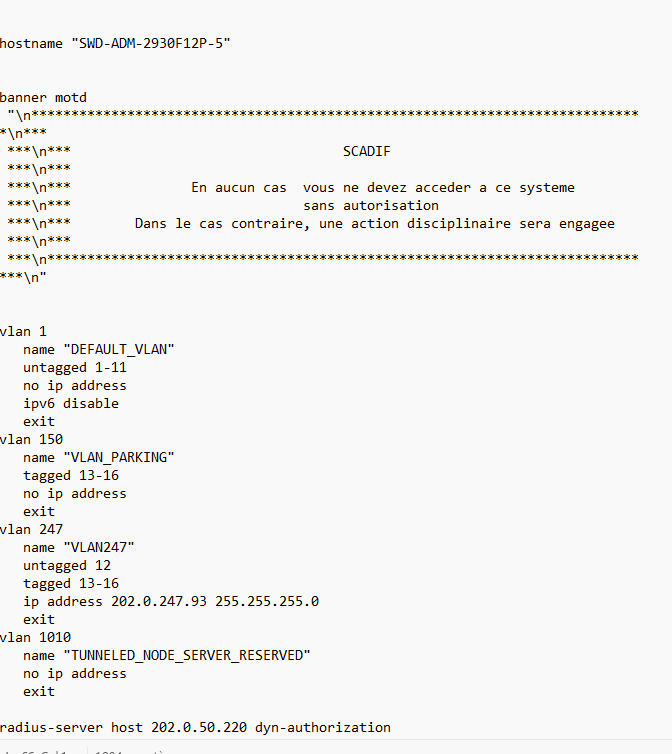 hostname "SWD-ADM-2930F12P-5"
banner motd
"\n****************************************************************************
*\n***
***\n***                                  SCADIF
***\n***
***\n***               En aucun cas  vous ne devez acceder a ce systeme
***\n***                             sans autorisation
***\n***        Dans le cas contraire, une action disciplinaire sera engagee
***\n***
***\n**************************************************************************
***\n"
vlan 1
   name "DEFAULT_VLAN"
   untagged 1-11
   no ip address
   ipv6 disable
   exit
vlan 150
   name "VLAN_PARKING"
   tagged 13-16
   no ip address
   exit
vlan 247
   name "VLAN247"
   untagged 12
   tagged 13-16
   ip address 202.0.247.93 255.255.255.0
   exit
vlan 1010
   name "TUNNELED_NODE_SERVER_RESERVED"
   no ip address
   exit
radius-server host 202.0.50.220 dyn-authorization